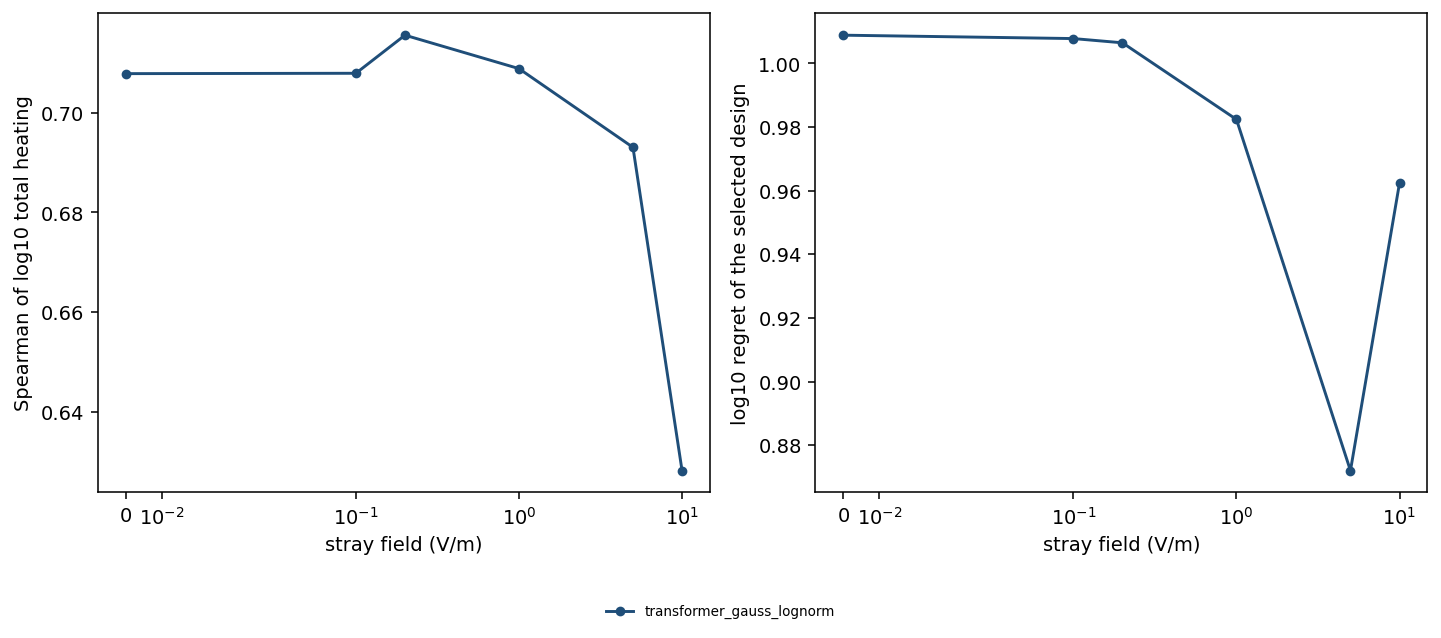 Spearman of log10 total heating
0.70
0.68
0.66
0.64
0 10⁻² 10⁻¹ 10⁰ 10¹
stray field (V/m)
log10 regret of the selected design
1.00
0.98
0.96
0.94
0.92
0.90
0.88
0 10⁻² 10⁻¹ 10⁰ 10¹
stray field (V/m)
transformer_gauss_lognorm